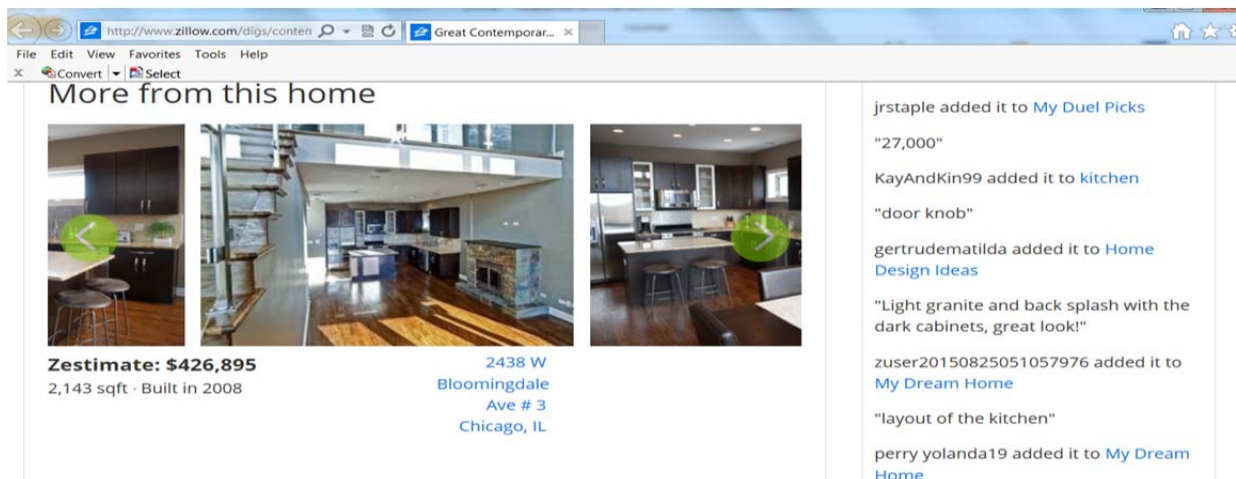 http://www.zillow.com/digs/conten
Great Contemporar...
File Edit View Favorites Tools Help
Convert Select
More from this home
Zestimate: $426,895
2,143 sqft · Built in 2008
2438 W
Bloomingdale
Ave # 3
Chicago, IL
jrstaple added it to My Duel Picks
"27,000"
KayAndKin99 added it to kitchen
"door knob"
gertrudematilda added it to Home
Design Ideas
"Light granite and back splash with the
dark cabinets, great look!"
zuser20150825051057976 added it to
My Dream Home
"layout of the kitchen"
perry yolanda19 added it to My Dream
Home